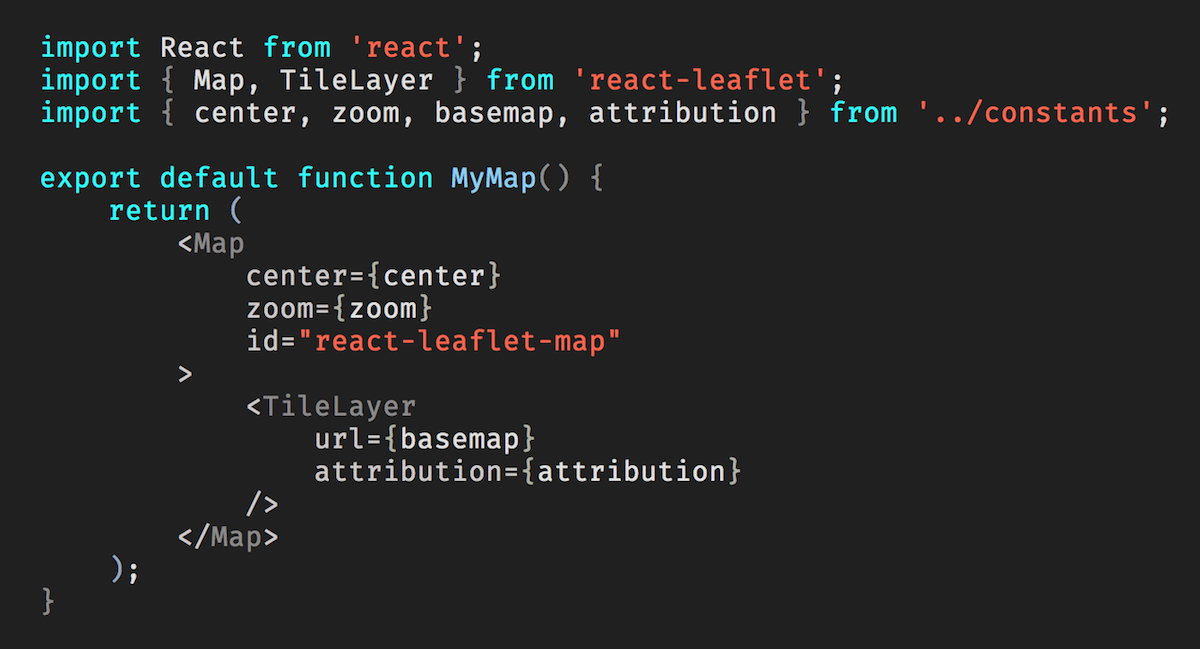 import React from 'react';
import { Map, TileLayer } from 'react-leaflet';
import { center, zoom, basemap, attribution } from '../constants';

export default function MyMap() {
    return (
        <Map
            center={center}
            zoom={zoom}
            id="react-leaflet-map"
        >
            <TileLayer
                url={basemap}
                attribution={attribution}
            />
        </Map>
    );
}